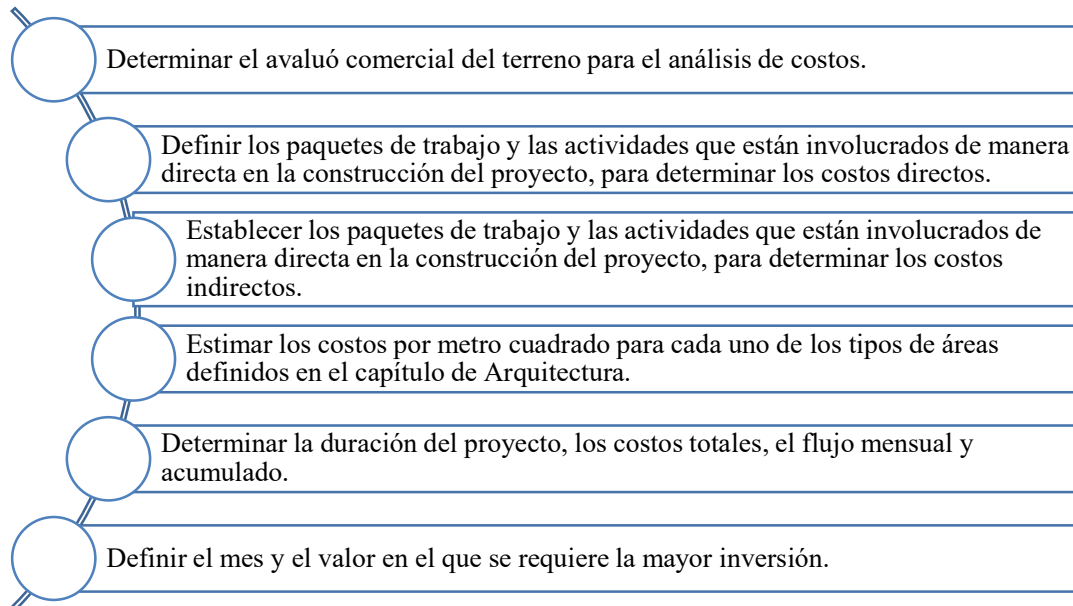 Determinar el avaluó comercial del terreno para el análisis de costos.
Definir los paquetes de trabajo y las actividades que están involucrados de manera
directa en la construcción del proyecto, para determinar los costos directos.
Establecer los paquetes de trabajo y las actividades que están involucrados de
manera directa en la construcción del proyecto, para determinar los costos
indirectos.
Estimar los costos por metro cuadrado para cada uno de los tipos de áreas
definidos en el capítulo de Arquitectura.
Determinar la duración del proyecto, los costos totales, el flujo mensual y
acumulado.
Definir el mes y el valor en el que se requiere la mayor inversión.